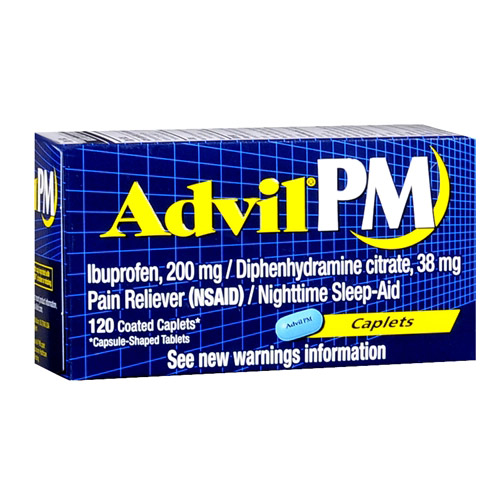 Advil® PM
Ibuprofen, 200 mg / Diphenhydramine citrate, 38 mg
Pain Reliever (NSAID) / Nighttime Sleep-Aid
120 Coated Caplets*
*Capsule-Shaped Tablets
Advil PM
Caplets
See new warnings information